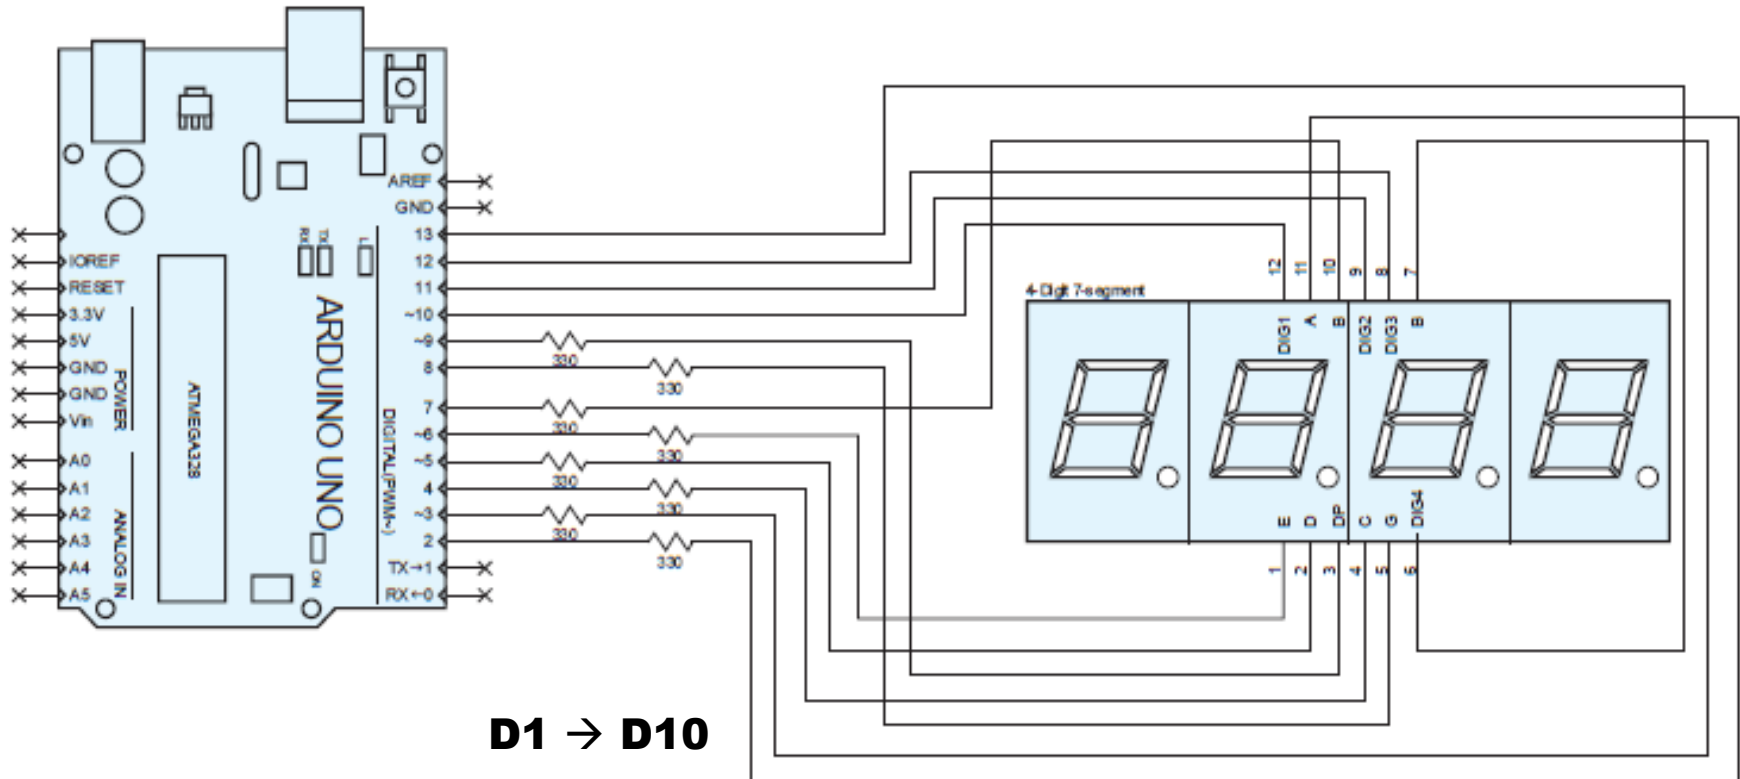 AREF
GND
13
12
11
~10
~9
8
7
~6
~5
4
~3
2
TX→1
RX←0
IOREF
RESET
3.3V
5V
GND
GND
Vin
A0
A1
A2
A3
A4
A5
POWER
ANALOG IN
ATMEGA328
RX
TX
L
ARDUINO UNO
ON
DIGITAL (PWM~)
330
330
330
330
330
330
330
330
4-Digit 7-segment
12
11
10
9
8
7
DIG1
A
B
DIG2
DIG3
B
E
D
DP
C
G
DIG4
1
2
3
4
5
6
D1 → D10